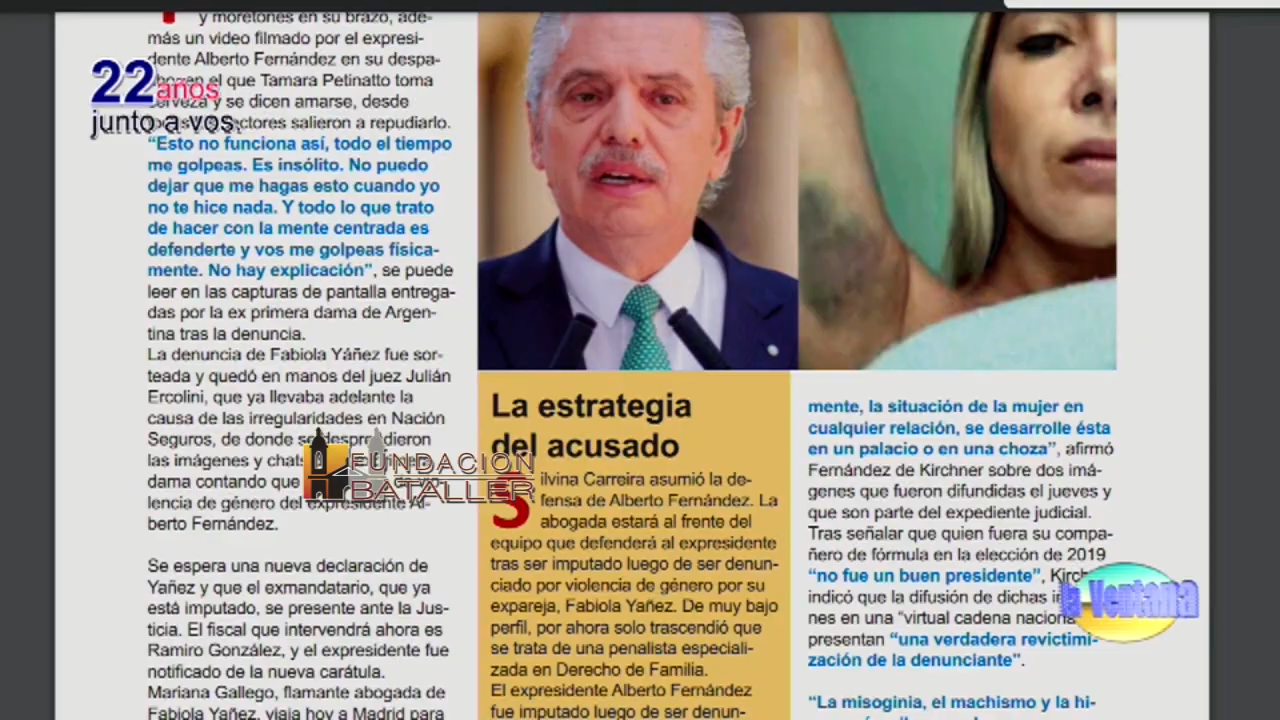 y moretones en su brazo, ade-
más un video filmado por el expresi-
dente Alberto Fernández en su despa-
en el que Tamara Petinatto toma
cerveza y se dicen amarse, desde
sectores salieron a repudiarlo.
“Esto no funciona así, todo el tiempo
me golpeas. Es insólito. No puedo
dejar que me hagas esto cuando yo
no te hice nada. Y todo lo que trato
de hacer con la mente centrada es
defenderte y vos me golpeas física-
mente. No hay explicación”, se puede
leer en las capturas de pantalla entrega-
das por la ex primera dama de Argen-
tina tras la denuncia.
La denuncia de Fabiola Yáñez fue sor-
teada y quedó en manos del juez Julián
Ercolini, que ya llevaba adelante la
causa de las irregularidades en Nación
Seguros, de donde se desprendieron
las imágenes y chats
dama contando que
lencia de género del expresidente Al-
berto Fernández.
Se espera una nueva declaración de
Yañez y que el exmandatario, que ya
está imputado, se presente ante la Jus-
ticia. El fiscal que intervendrá ahora es
Ramiro González, y el expresidente fue
notificado de la nueva carátula.
Mariana Gallego, flamante abogada de
Fabiola Yañez, viaja hoy a Madrid para
La estrategia
del acusado
Silvina Carreira asumió la de-
fensa de Alberto Fernández. La
abogada estará al frente del
equipo que defenderá al expresidente
tras ser imputado luego de ser denun-
ciado por violencia de género por su
expareja, Fabiola Yañez. De muy bajo
perfil, por ahora solo trascendió que
se trata de una penalista especiali-
zada en Derecho de Familia.
El expresidente Alberto Fernández
fue imputado luego de ser denun-
mente, la situación de la mujer en
cualquier relación, se desarrolle ésta
en un palacio o en una choza”, afirmó
Fernández de Kirchner sobre dos imá-
genes que fueron difundidas el jueves y
que son parte del expediente judicial.
Tras señalar que quien fuera su compa-
ñero de fórmula en la elección de 2019
“no fue un buen presidente”,
indicó que la difusión de dichas
nes en una “virtual cadena
presentan “una verdadera revictimi-
zación de la denunciante”.
“La misoginia, el machismo y la hi-
22 años
junto a vos.
FUNDACION
BATALLER
la Ventana